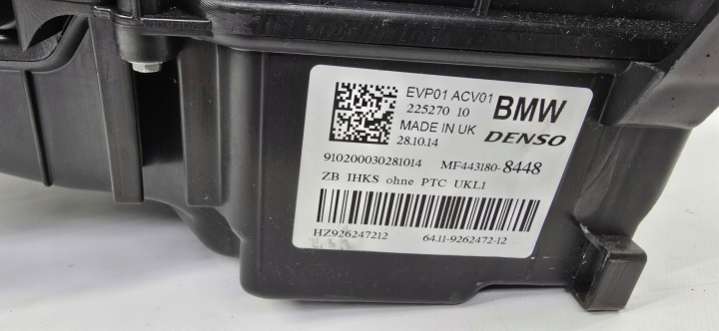 EVP01 ACV01 BMW
225270 10
MADE IN UK DENSO
28.10.14
910200030281014 MF443180-8448
ZB IHKS ohne PTC UKL1
HZ926247212 64.11-9262472-12